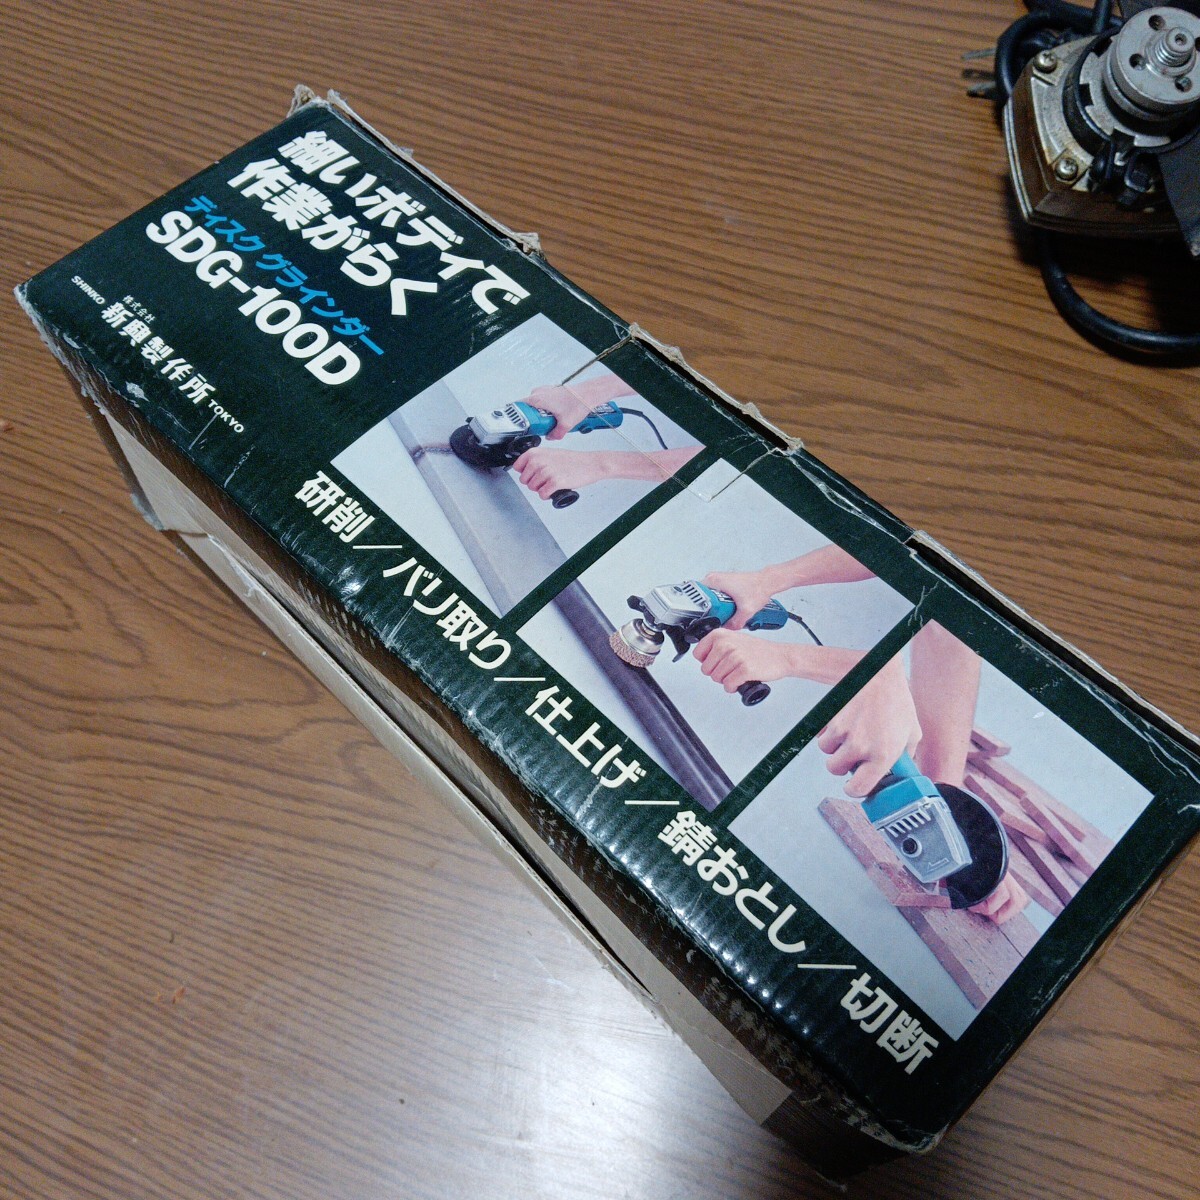 細いボディで
作業がらく
ディスクグラインダー
SDG-100D
株式会社
SHINKO 新興製作所 TOKYO
研削／バリ取り／仕上げ／錆おとし／切断